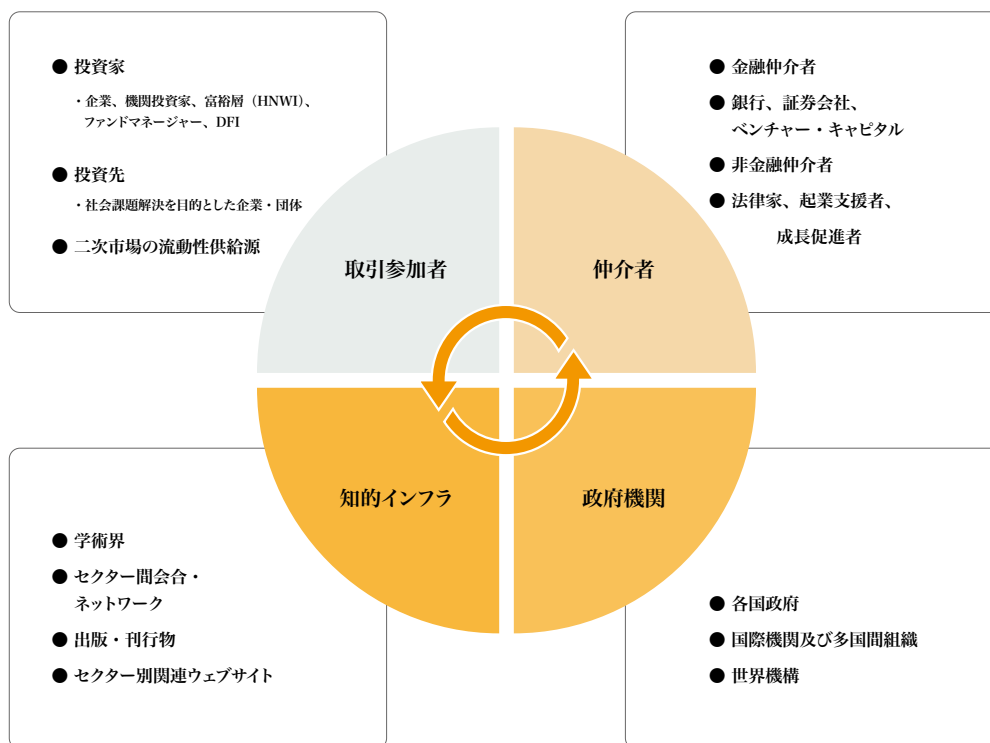 ● 投資家
・企業、機関投資家、富裕層（HNWI）、
ファンドマネージャー、DFI
● 投資先
・社会課題解決を目的とした企業・団体
● 二次市場の流動性供給源
● 金融仲介者
● 銀行、証券会社、
ベンチャー・キャピタル
● 非金融仲介者
● 法律家、起業支援者、
成長促進者
取引参加者
仲介者
知的インフラ
政府機関
● 学術界
● セクター間会合・
ネットワーク
● 出版・刊行物
● セクター別関連ウェブサイト
● 各国政府
● 国際機関及び多国間組織
● 世界機構